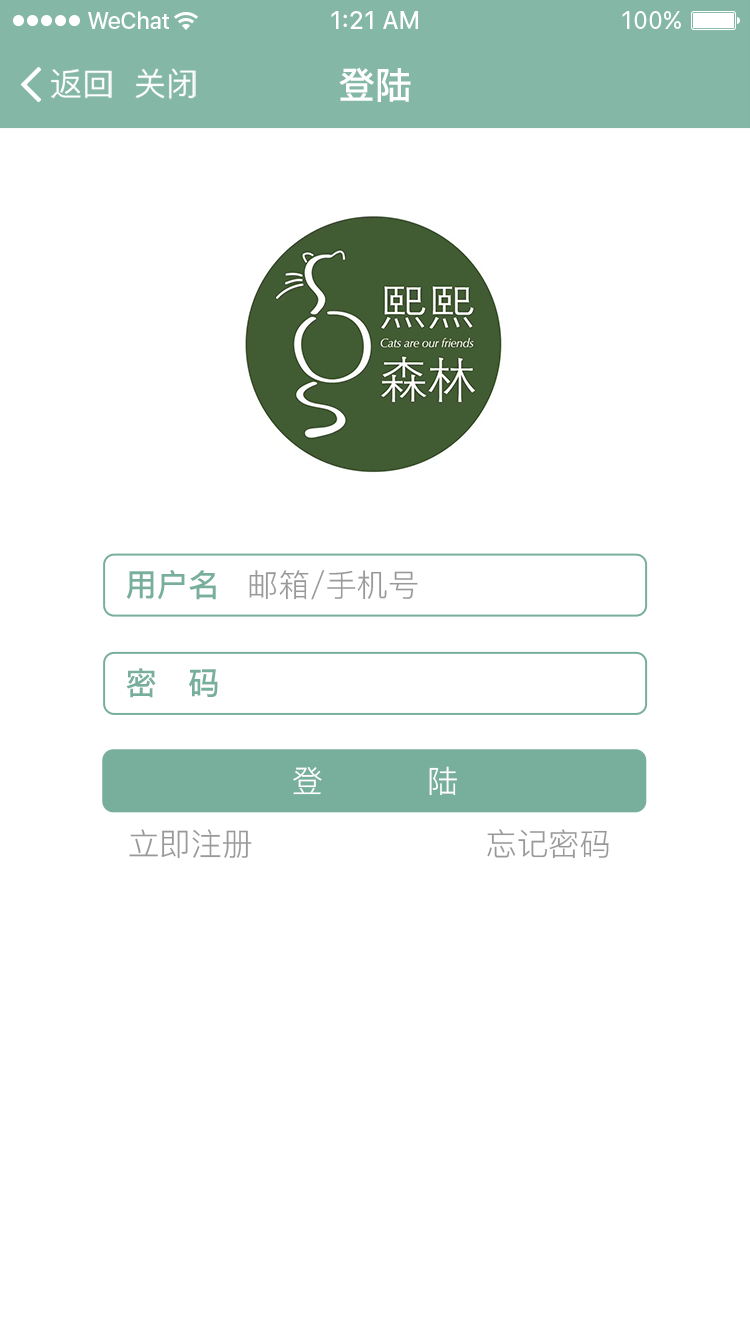 WeChat 1:21 AM 100%
返回 关闭 登陆
熙熙
Cats are our friends
森林
用户名 邮箱/手机号
密 码
登 陆
立即注册 忘记密码